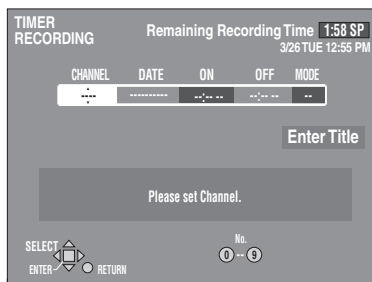 TIMER
RECORDING
Remaining Recording Time 1:58 SP
3/26 TUE 12:55 PM
CHANNEL DATE ON OFF MODE
-:--- ---------- --:-- -- --:-- -- --
Enter Title
Please set Channel.
SELECT
ENTER RETURN
No.
0 -- 9